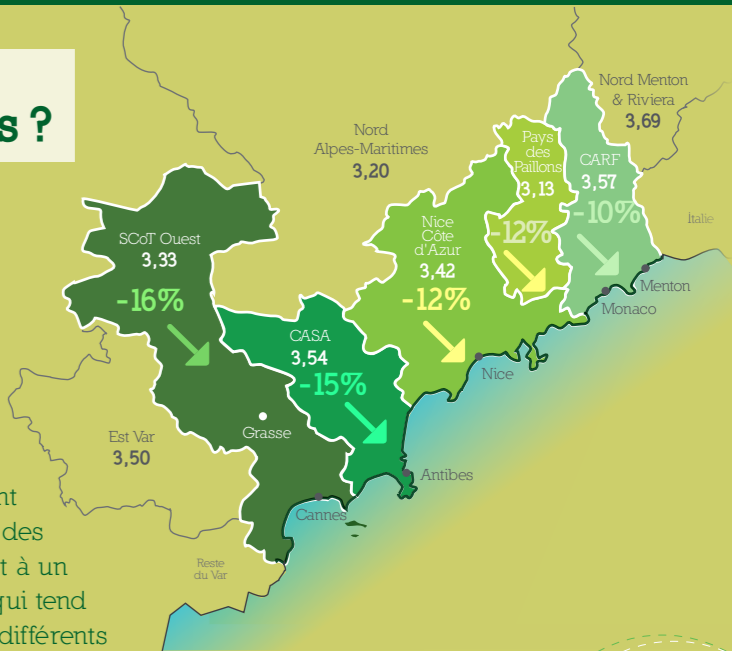 s ?
Nord Menton
& Riviera
3,69
Nord
Alpes-Maritimes
3,20
Pays
des
Paillons
3,13
-12%
CARF
3,57
-10%
Italie
SCoT Ouest
3,33
-16%
Nice
Côte
d'Azur
3,42
-12%
Menton
Monaco
CASA
3,54
-15%
Nice
Grasse
Est Var
3,50
Antibes
Cannes
Reste
du Var
nt
des
t à un
qui tend
différents